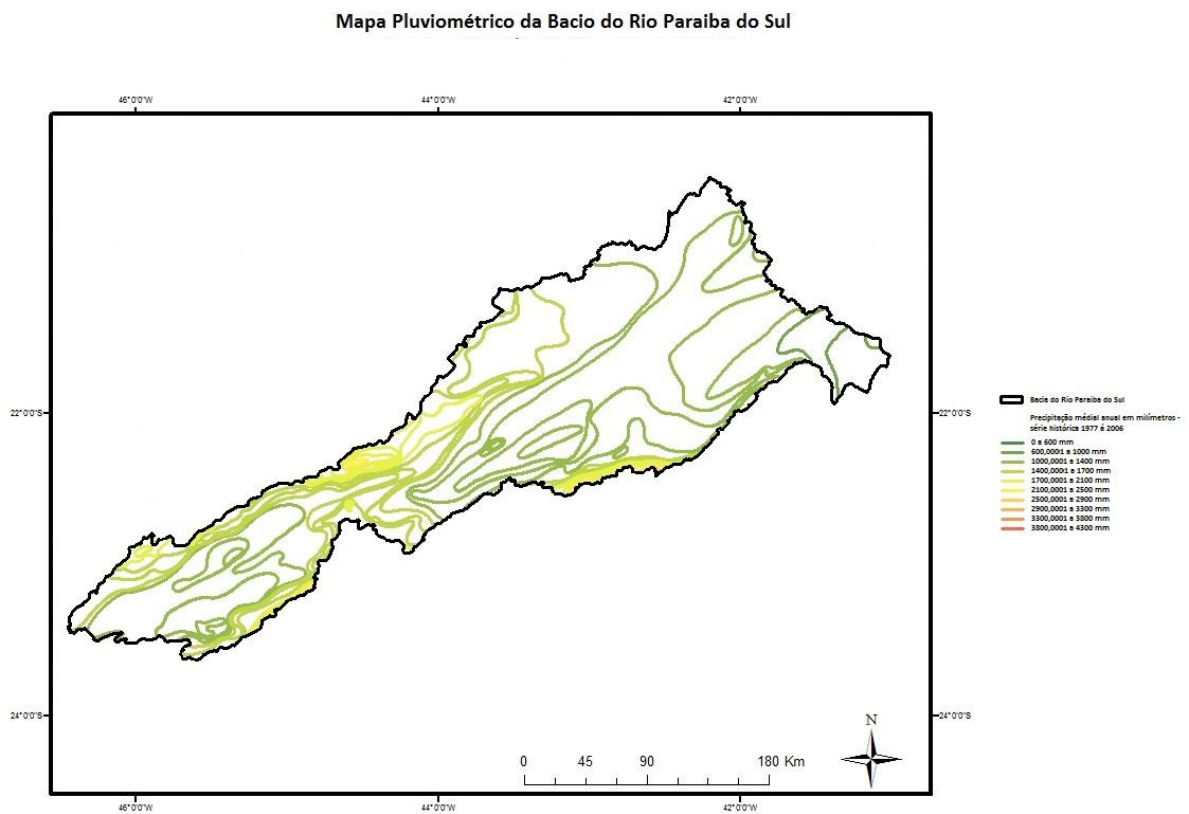 Mapa Pluviométrico da Bacio do Rio Paraiba do Sul
46°0'0"W 44°0'0"W 42°0'0"W
22°0'0"S 22°0'0"S
24°0'0"S 24°0'0"S
Bacia do Rio Paraiba do Sul
Precipitação médial anual em milímetros -
série histórica 1977 á 2006
0 a 600 mm
600,0001 a 1000 mm
1000,0001 a 1400 mm
1400,0001 a 1700 mm
1700,0001 a 2100 mm
2100,0001 a 2500 mm
2500,0001 a 2900 mm
2900,0001 a 3300 mm
3300,0001 a 3800 mm
3800,0001 a 4300 mm
N
0 45 90 180 Km
46°0'0"W 44°0'0"W 42°0'0"W